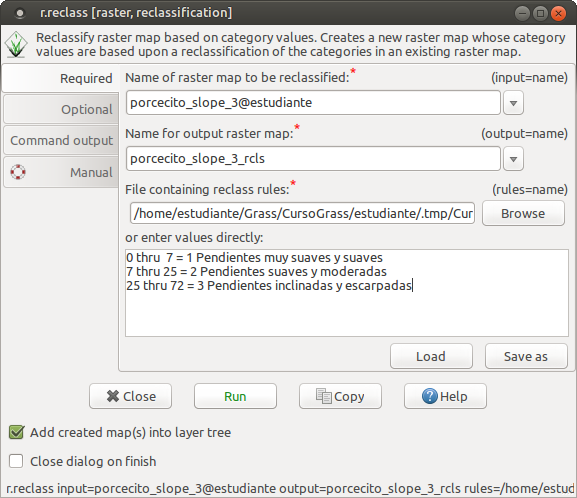 r.reclass [raster, reclassification]
Reclassify raster map based on category values. Creates a new raster map whose category
values are based upon a reclassification of the categories in an existing raster map.
Required
Optional
Command output
Manual
Name of raster map to be reclassified:* (input=name)
porcecito_slope_3@estudiante
Name for output raster map:* (output=name)
porcecito_slope_3_rcls
File containing reclass rules:* (rules=name)
/home/estudiante/Grass/CursoGrass/estudiante/.tmp/Cur Browse
or enter values directly:
0 thru  7 = 1 Pendientes muy suaves y suaves
7 thru 25 = 2 Pendientes suaves y moderadas
25 thru 72 = 3 Pendientes inclinadas y escarpadas
Load Save as
Close Run Copy Help
Add created map(s) into layer tree
Close dialog on finish
r.reclass input=porcecito_slope_3@estudiante output=porcecito_slope_3_rcls rules=/home/estud